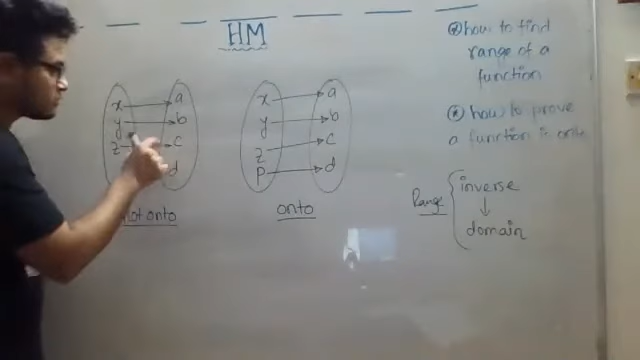 HM
x a
y b
z c
d
not onto
x a
y b
z c
p d
onto
* how to find
range of a
function
* how to prove
a function is onto
Range
inverse
↓
domain